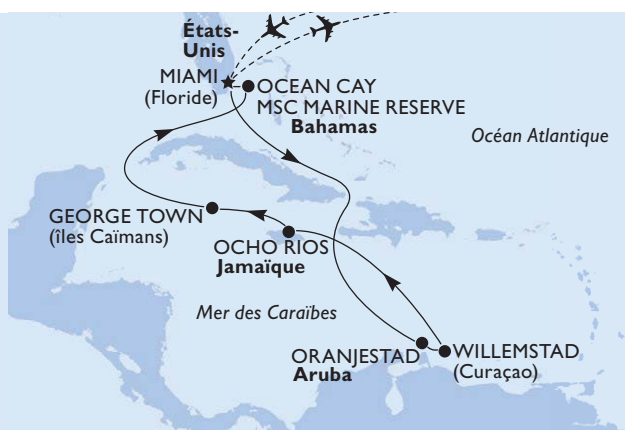 États-
Unis
MIAMI
(Floride)
OCEAN CAY
MSC MARINE RESERVE
Bahamas
Océan Atlantique
GEORGE TOWN
(îles Caïmans)
OCHO RIOS
Jamaïque
Mer des Caraïbes
ORANJESTAD
Aruba
WILLEMSTAD
(Curaçao)